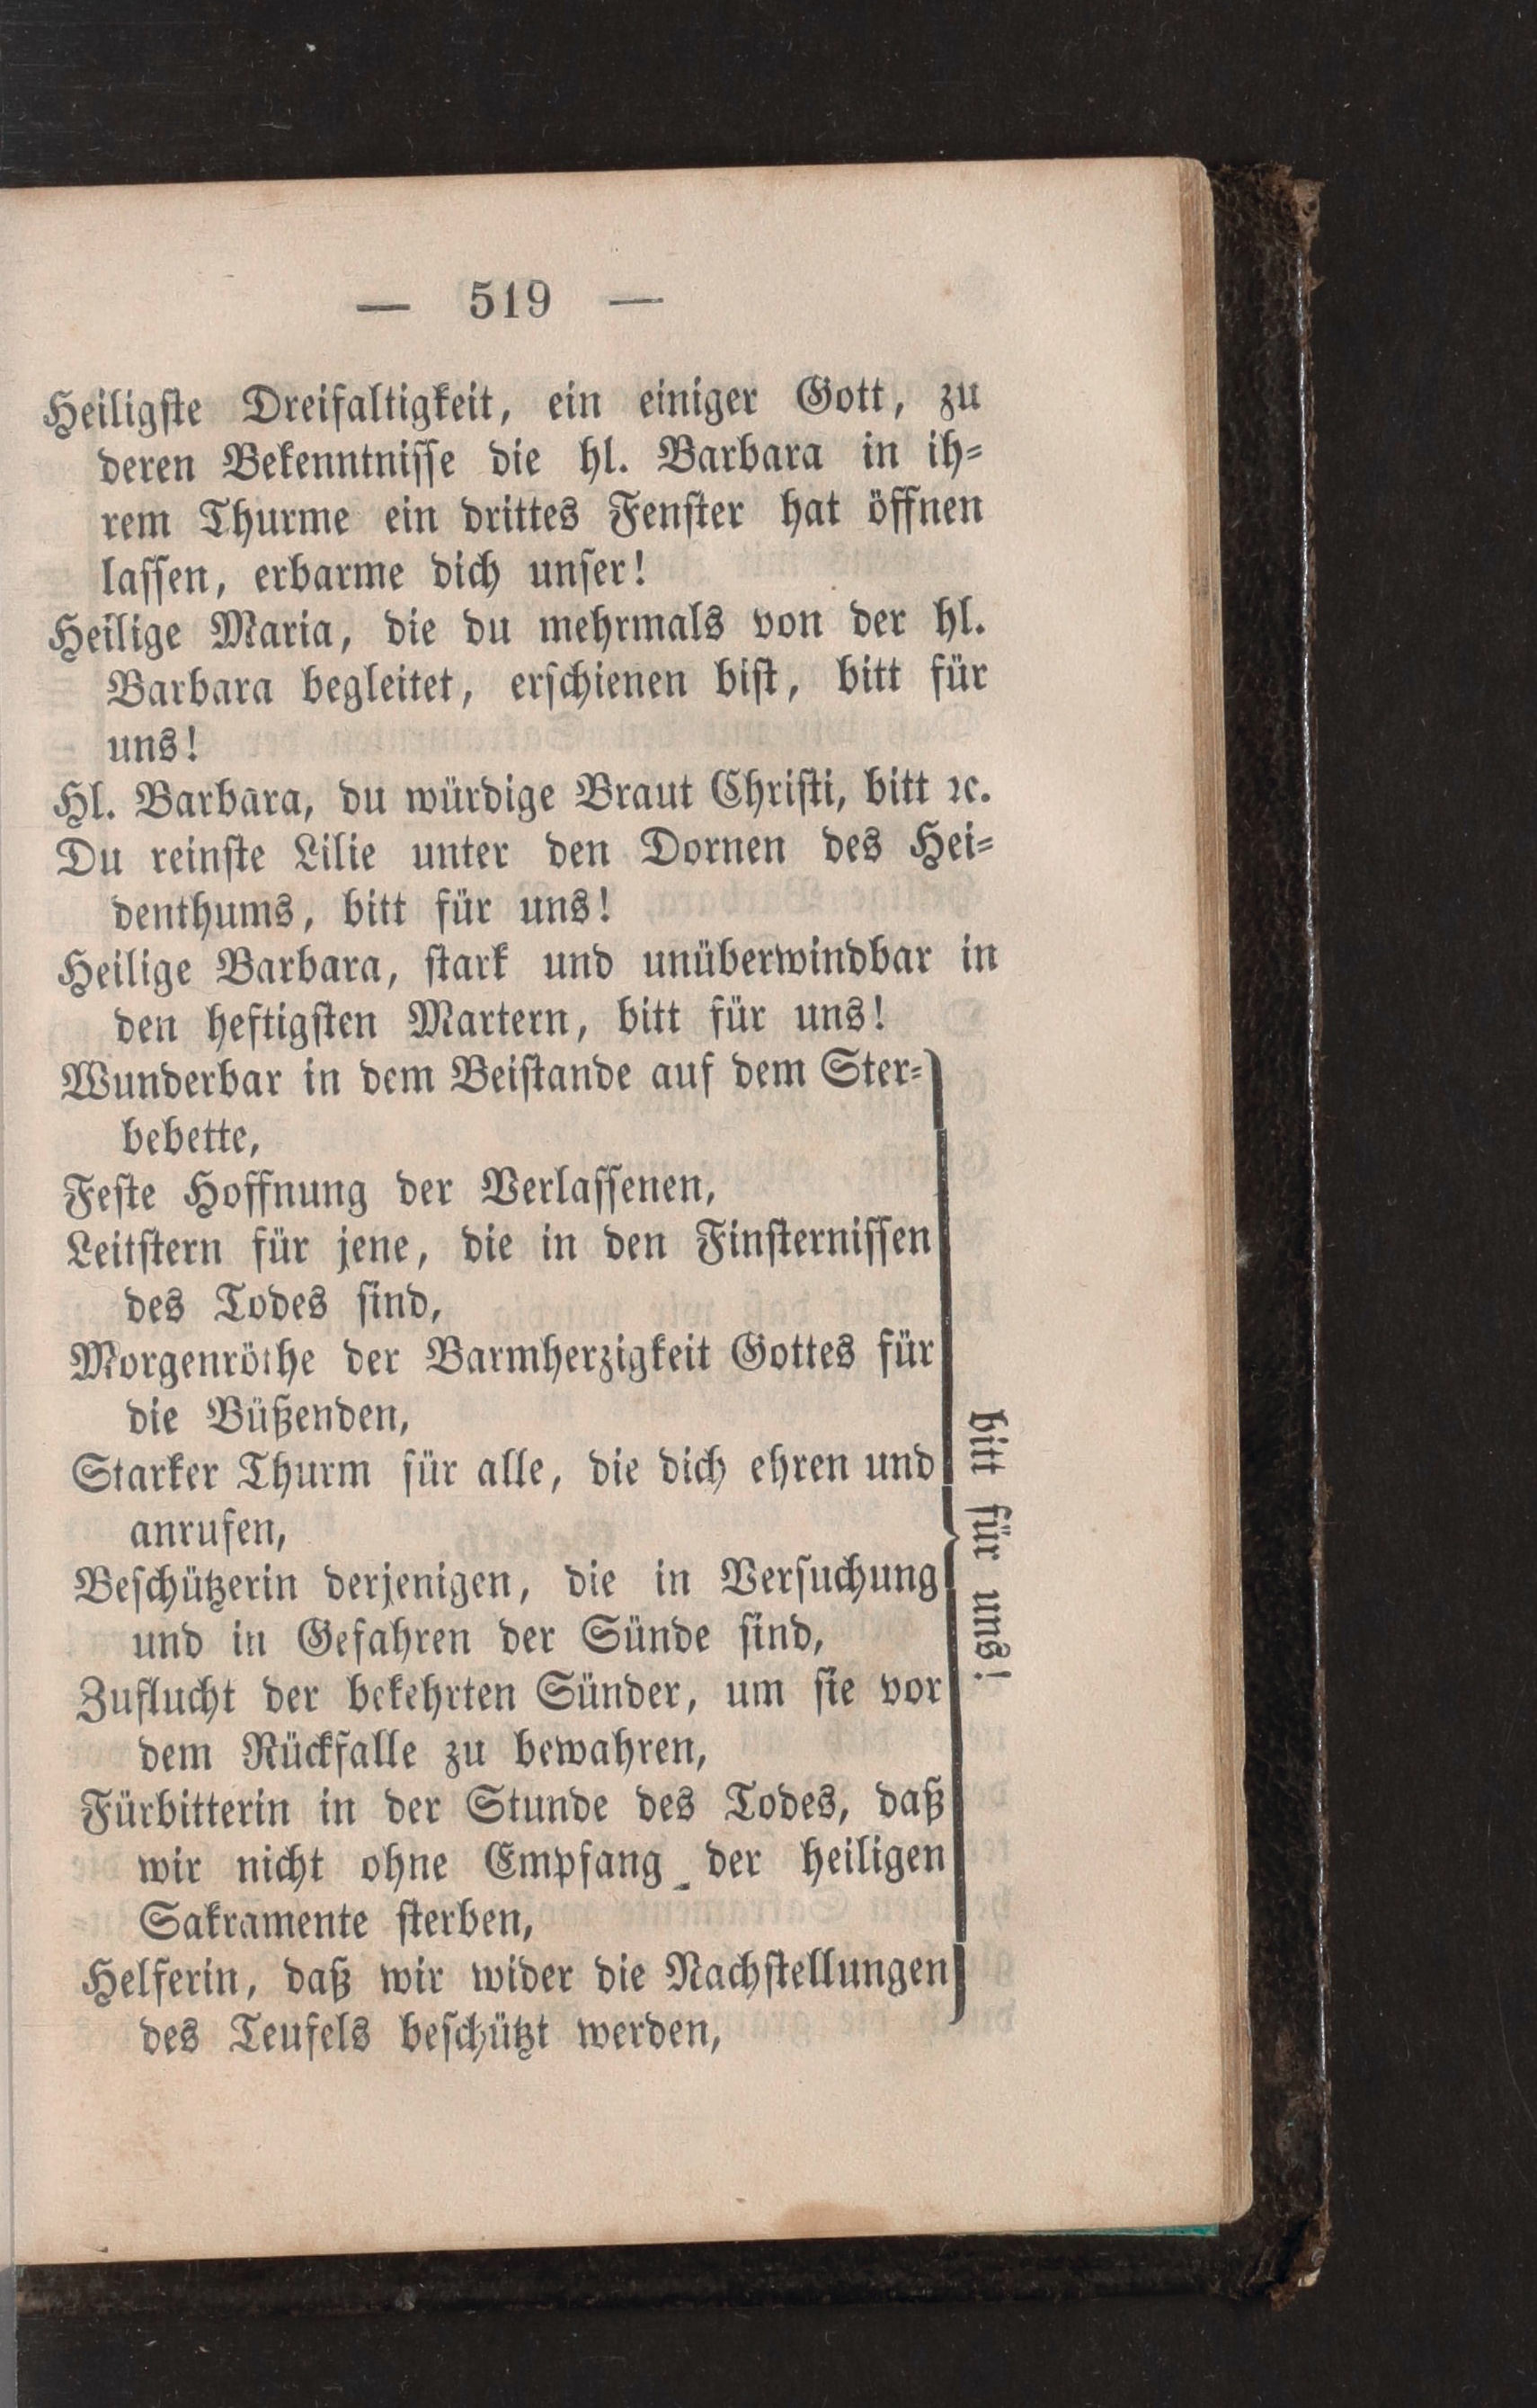 — 519 —
Heiligste Dreifaltigkeit, ein einiger Gott, zu
deren Bekenntnisse die hl. Barbara in ih-
rem Thurme ein drittes Fenster hat öffnen
lassen, erbarme dich unser!
Heilige Maria, die du mehrmals von der hl.
Barbara begleitet, erschienen bist, bitt für
uns!
Hl. Barbara, du würdige Braut Christi, bitt ꝛc.
Du reinste Lilie unter den Dornen des Hei-
denthums, bitt für uns!
Heilige Barbara, stark und unüberwindbar in
den heftigsten Martern, bitt für uns!
Wunderbar in dem Beistande auf dem Ster-
bebette,
Feste Hoffnung der Verlassenen,
Leitstern für jene, die in den Finsternissen
des Todes sind,
Morgenröthe der Barmherzigkeit Gottes für
die Büßenden,
Starker Thurm für alle, die dich ehren und
anrufen,
Beschützerin derjenigen, die in Versuchung
und in Gefahren der Sünde sind,
Zuflucht der bekehrten Sünder, um sie vor
dem Rückfalle zu bewahren,
Fürbitterin in der Stunde des Todes, daß
wir nicht ohne Empfang der heiligen
Sakramente sterben,
Helferin, daß wir wider die Nachstellungen
des Teufels beschützt werden,
bitt für uns!